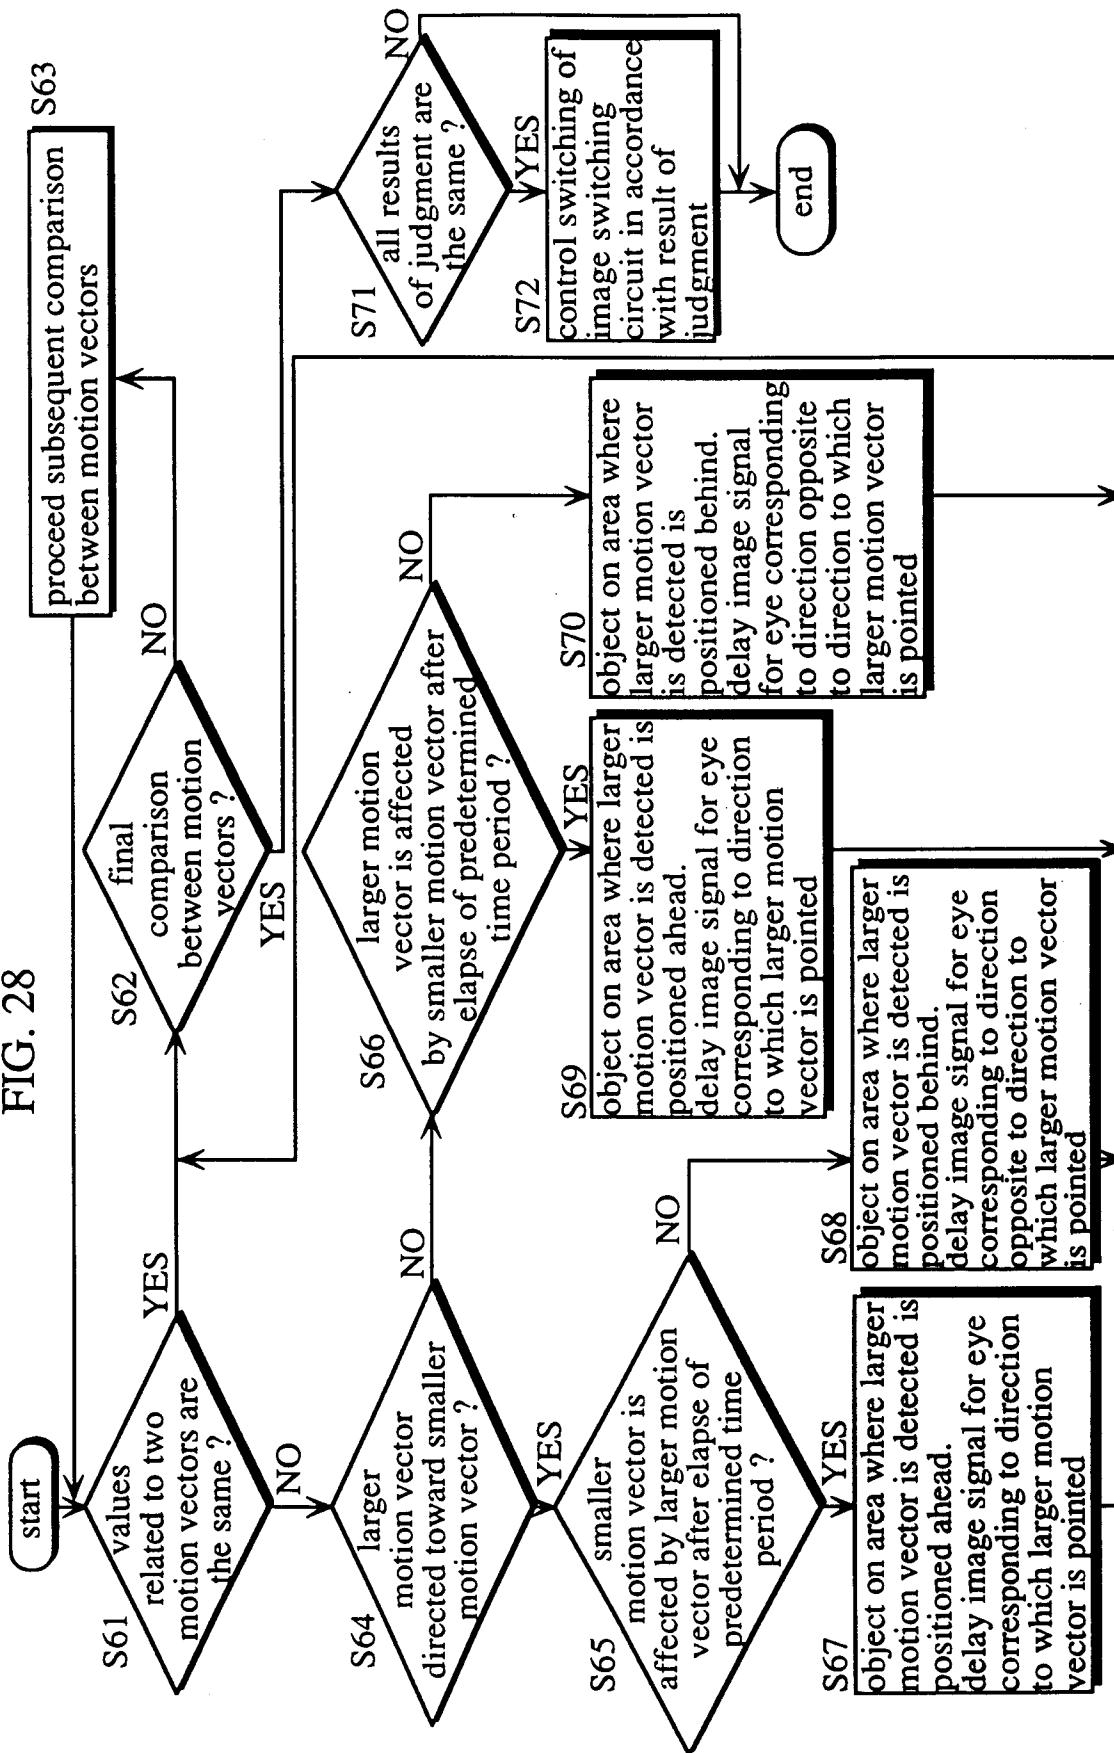 FIG. 28
start
S61
values
related to two
motion vectors are
the same ?
YES
NO
S62
final
comparison
between motion
vectors ?
NO
YES
S63
proceed subsequent comparison
between motion vectors
S64
larger
motion vector
directed toward smaller
motion vector ?
NO
YES
S65
smaller
motion vector is
affected by larger motion
vector after elapse of
predetermined time
period ?
NO
YES
S66
larger motion
vector is affected
by smaller motion vector after
elapse of predetermined
time period ?
NO
YES
S67
object on area where larger
motion vector is detected is
positioned ahead.
delay image signal for eye
corresponding to direction
to which larger motion
vector is pointed
S68
object on area where larger
motion vector is detected is
positioned behind.
delay image signal for eye
corresponding to direction
opposite to direction to
which larger motion vector
is pointed
S69
object on area where larger
motion vector is detected is
positioned ahead.
delay image signal for eye
corresponding to direction
to which larger motion
vector is pointed
S70
object on area where
larger motion vector
is detected is
positioned behind.
delay image signal
for eye corresponding
to direction opposite
to direction to which
larger motion vector
is pointed
S71
all results
of judgment are
the same ?
NO
YES
S72
control switching of
image switching
circuit in accordance
with result of
judgment
end